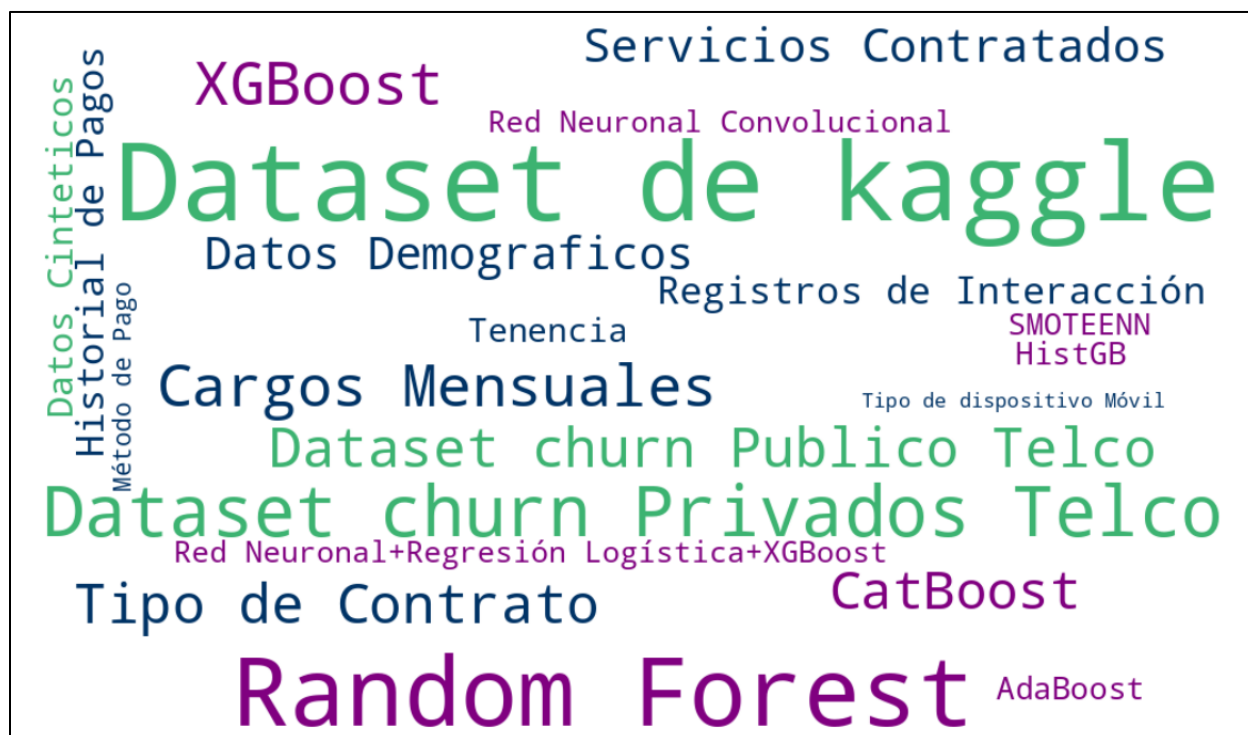 Servicios Contratados
XGBoost
Red Neuronal Convolucional
Dataset de kaggle
Datos Cinteticos
Historial de Pagos
Método de Pago
Datos Demograficos
Registros de Interacción
Tenencia
SMOTEENN
HistGB
Cargos Mensuales
Tipo de dispositivo Móvil
Dataset churn Publico Telco
Dataset churn Privados Telco
Red Neuronal+Regresión Logística+XGBoost
Tipo de Contrato
CatBoost
Random Forest
AdaBoost